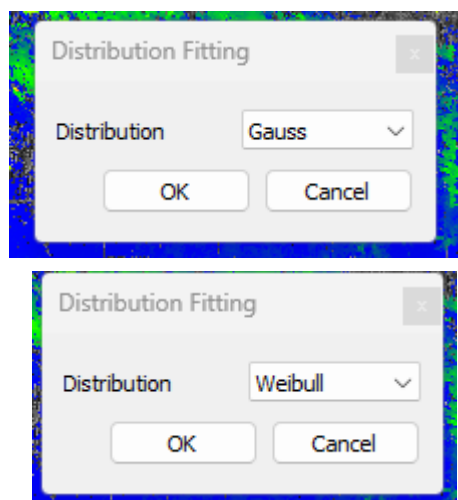 Distribution Fitting
x
Distribution Gauss
OK Cancel
Distribution Fitting
x
Distribution Weibull
OK Cancel